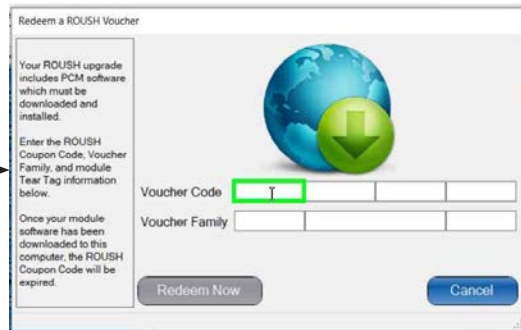 Redeem a ROUSH Voucher
Your ROUSH upgrade
includes PCM software
which must be
downloaded and
installed.
Enter the ROUSH
Coupon Code, Voucher
Family, and module
Tear Tag information
below.
Once your module
software has been
downloaded to this
computer, the ROUSH
Coupon Code will be
expired.
Voucher Code
Voucher Family
Redeem Now
Cancel